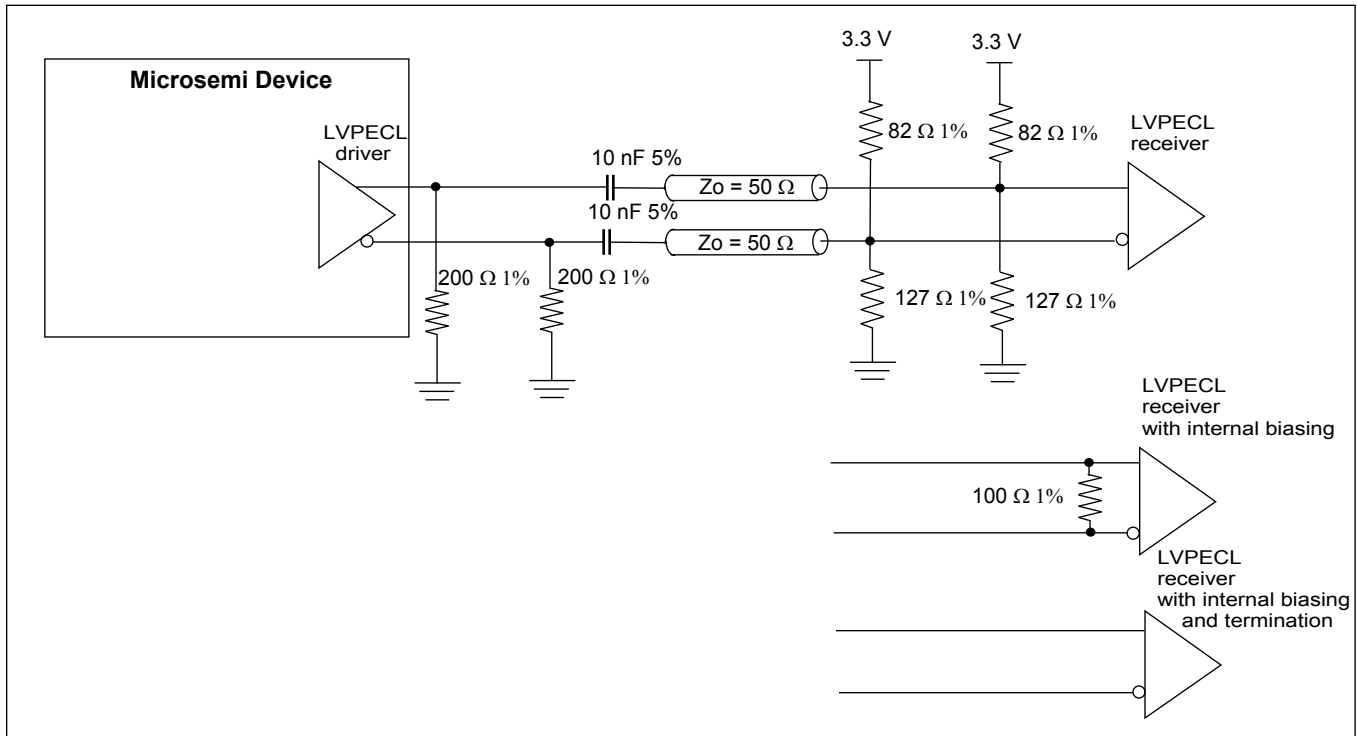 3.3 V
3.3 V
Microsemi Device
LVPECL
driver
82 Ω 1%
82 Ω 1%
LVPECL
receiver
10 nF 5%
Zo = 50 Ω
10 nF 5%
Zo = 50 Ω
200 Ω 1%
200 Ω 1%
127 Ω 1%
127 Ω 1%
LVPECL
receiver
with internal biasing
100 Ω 1%
LVPECL
receiver
with internal biasing
and termination